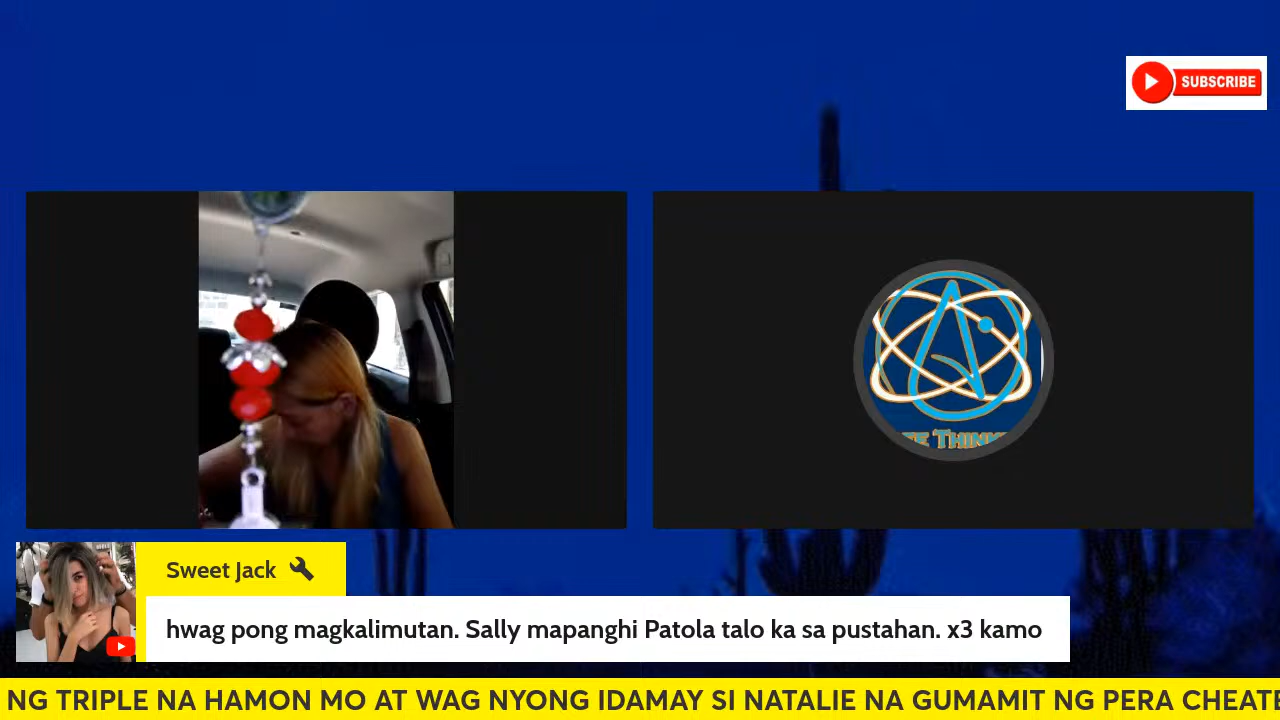 SUBSCRIBE
Sweet Jack
hwag pong magkalimutan. Sally mapanghi Patola talo ka sa pustahan. x3 kamo
NG TRIPLE NA HAMON MO AT WAG NYONG IDAMAY SI NATALIE NA GUMAMIT NG PERA CHEATE